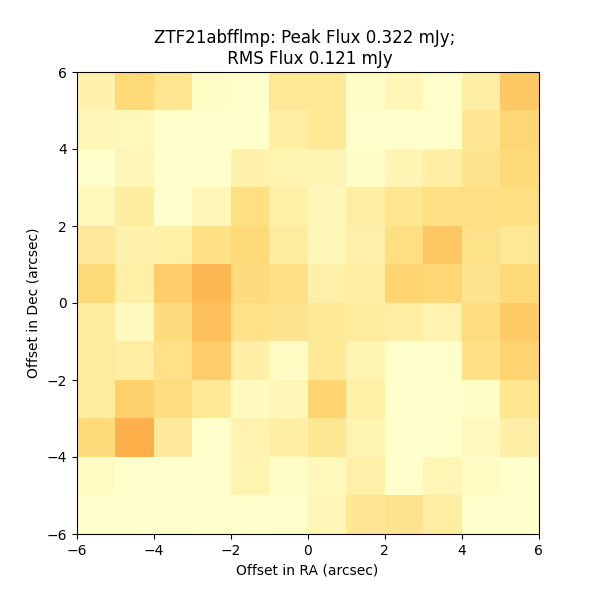 ZTF21abfflmp: Peak Flux 0.322 mJy;
RMS Flux 0.121 mJy
6
4
2
0
−2
−4
−6
Offset in Dec (arcsec)
−6 −4 −2 0 2 4 6
Offset in RA (arcsec)